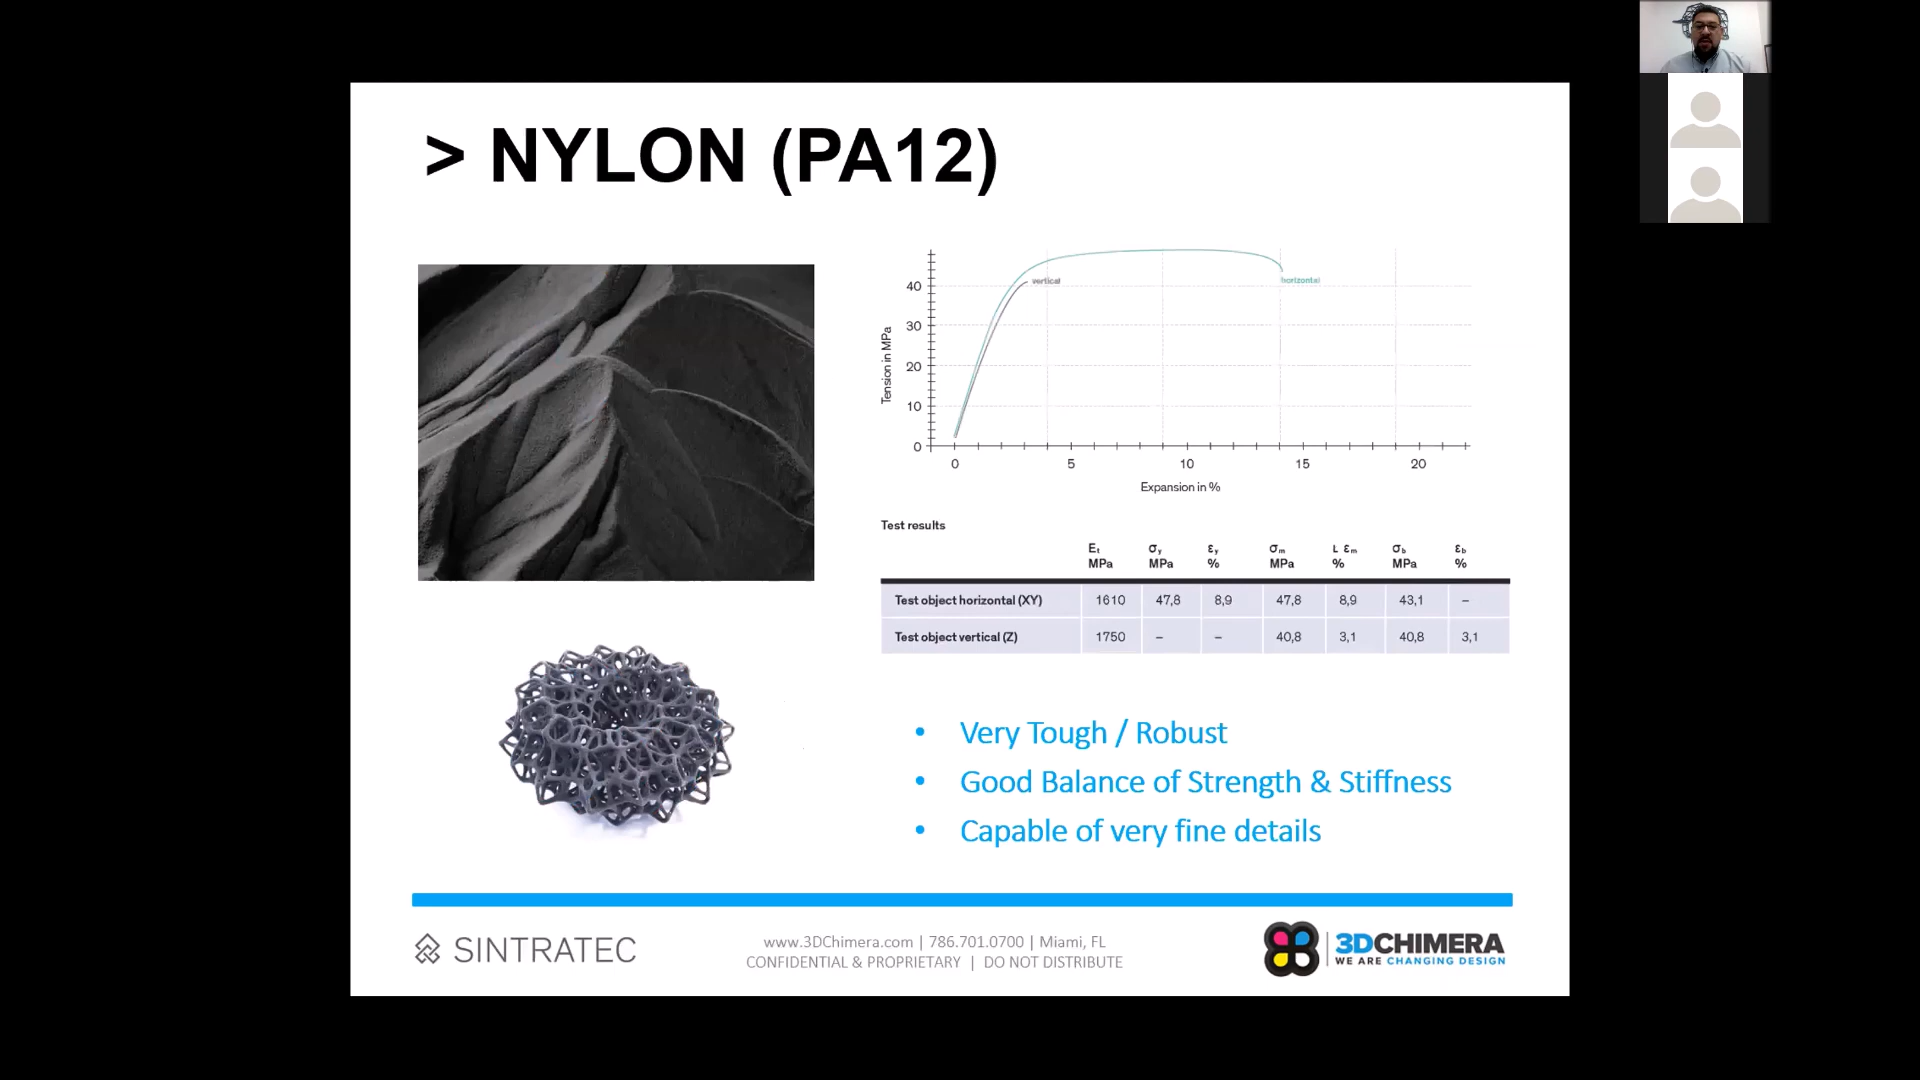 > NYLON (PA12)
vertical
horizontal
40
30
20
10
0
Tension in MPa
0 5 10 15 20
Expansion in %
Test results
Et σy εy σm L εm σb εb
MPa MPa % MPa % MPa %
Test object horizontal (XY) 1610 47,8 8,9 47,8 8,9 43,1 –
Test object vertical (Z) 1750 – – 40,8 3,1 40,8 3,1
• Very Tough / Robust
• Good Balance of Strength & Stiffness
• Capable of very fine details
SINTRATEC
www.3DChimera.com | 786.701.0700 | Miami, FL
CONFIDENTIAL & PROPRIETARY | DO NOT DISTRIBUTE
3DCHIMERA
WE ARE CHANGING DESIGN